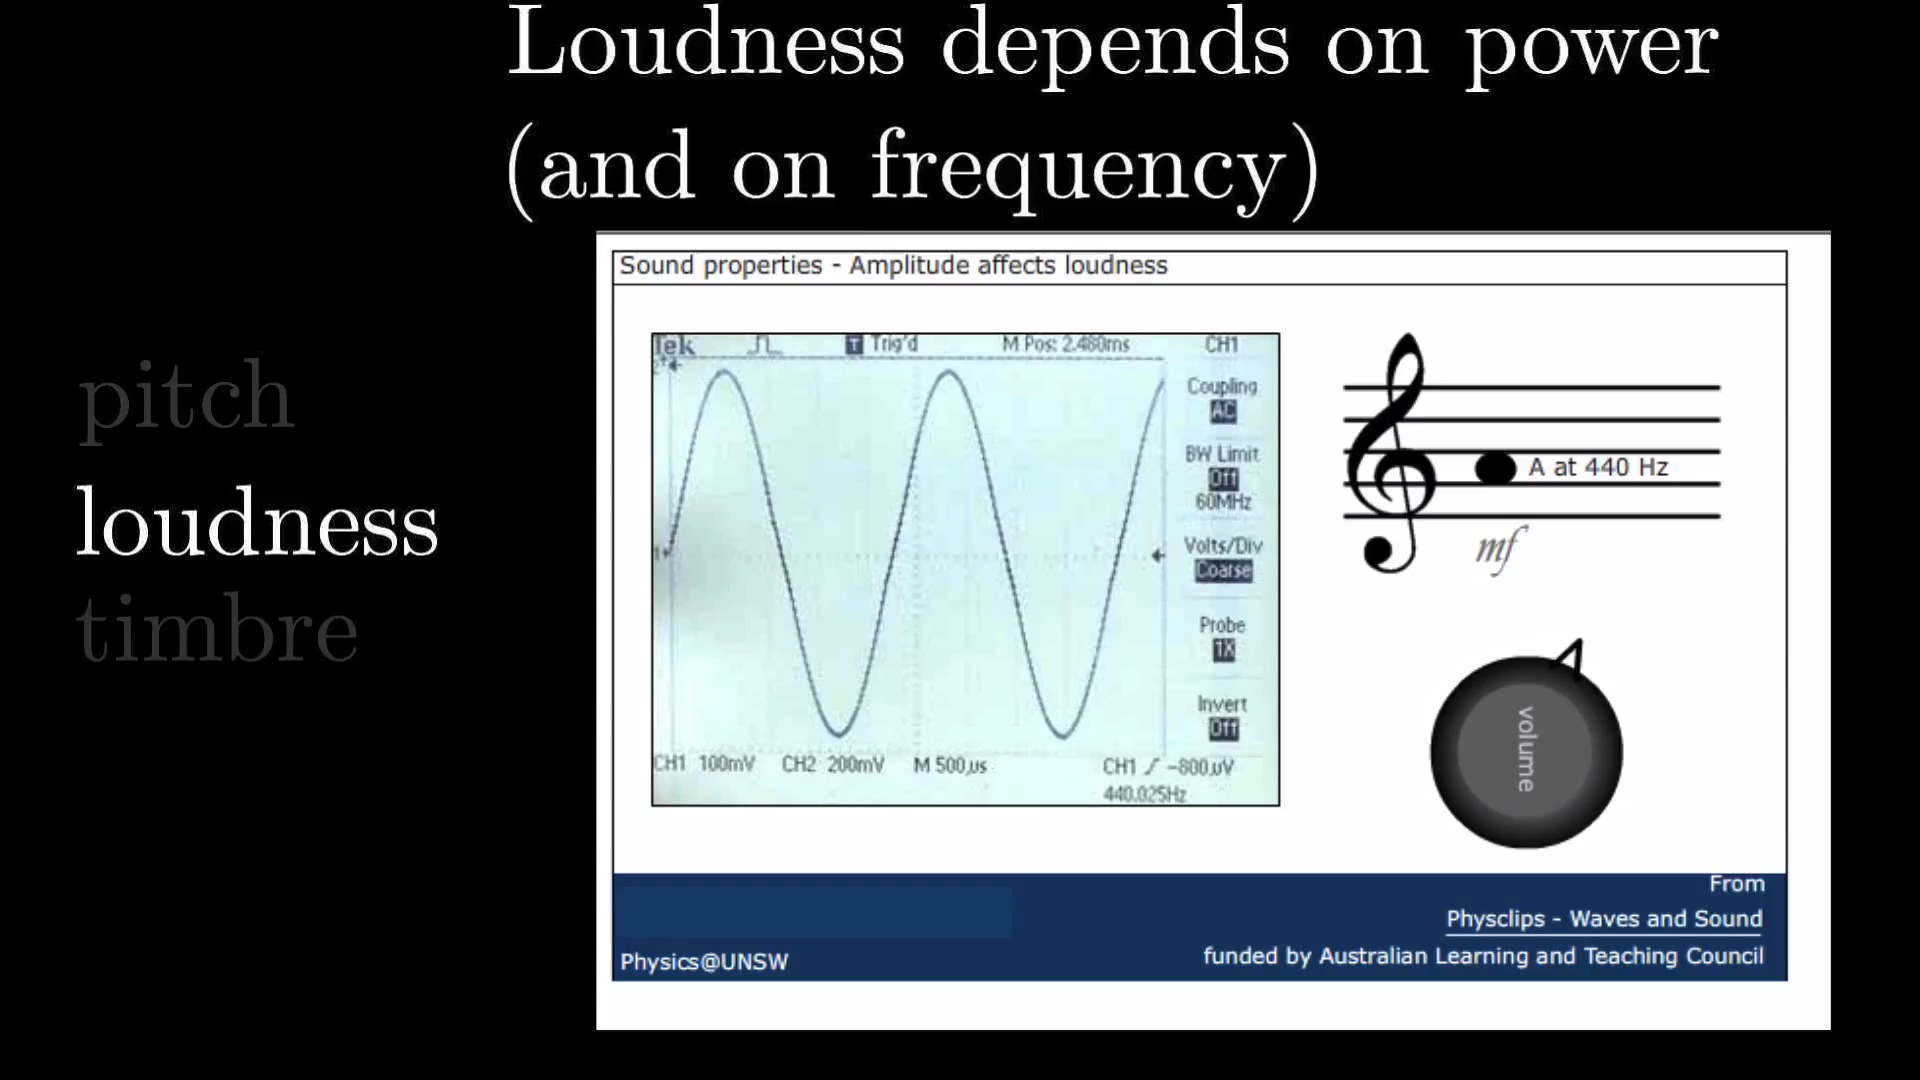 Loudness depends on power
(and on frequency)
pitch
loudness
timbre
Sound properties - Amplitude affects loudness
Tek T Trig'd M Pos: 2.480ms CH1
2+
Coupling
AC
BW Limit
Off
60MHz
1+
Volts/Div
Coarse
Probe
1X
Invert
Off
CH1 100mV CH2 200mV M 500µs CH1 -800µV
440.025Hz
A at 440 Hz
mf
volume
From
Physclips - Waves and Sound
Physics@UNSW
funded by Australian Learning and Teaching Council